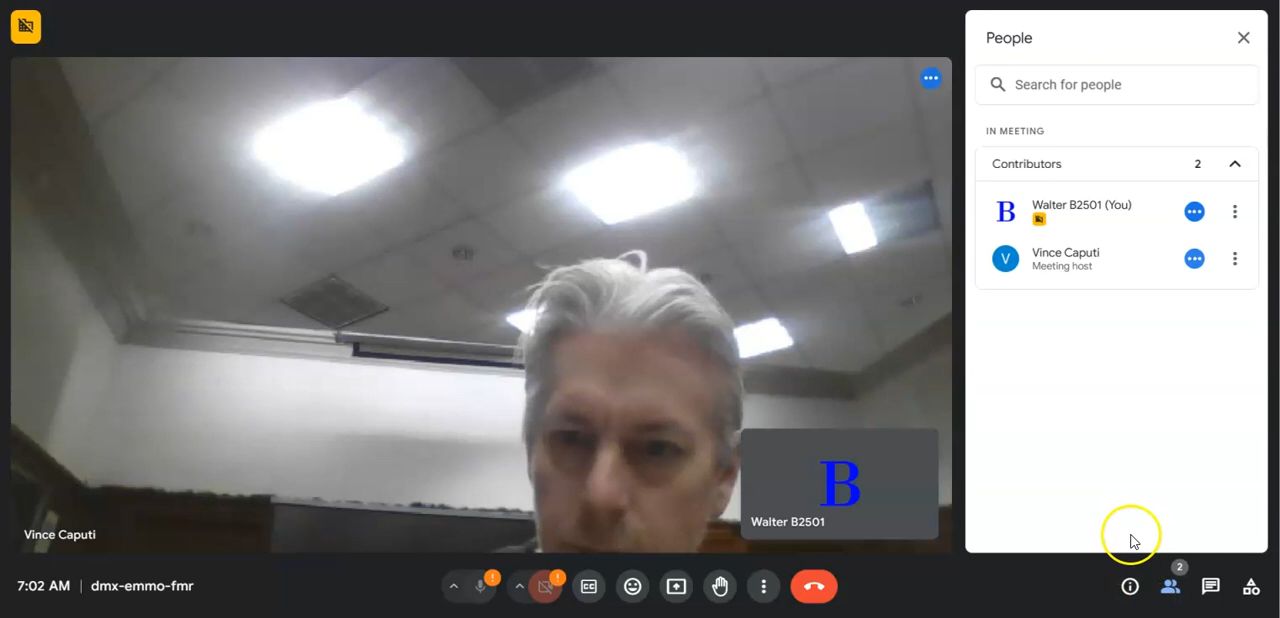 People
Search for people
IN MEETING
Contributors 2
B Walter B2501 (You)
V Vince Caputi
Meeting host
B
Walter B2501
Vince Caputi
2
7:02 AM | dmx-emmo-fmr
! ! CC